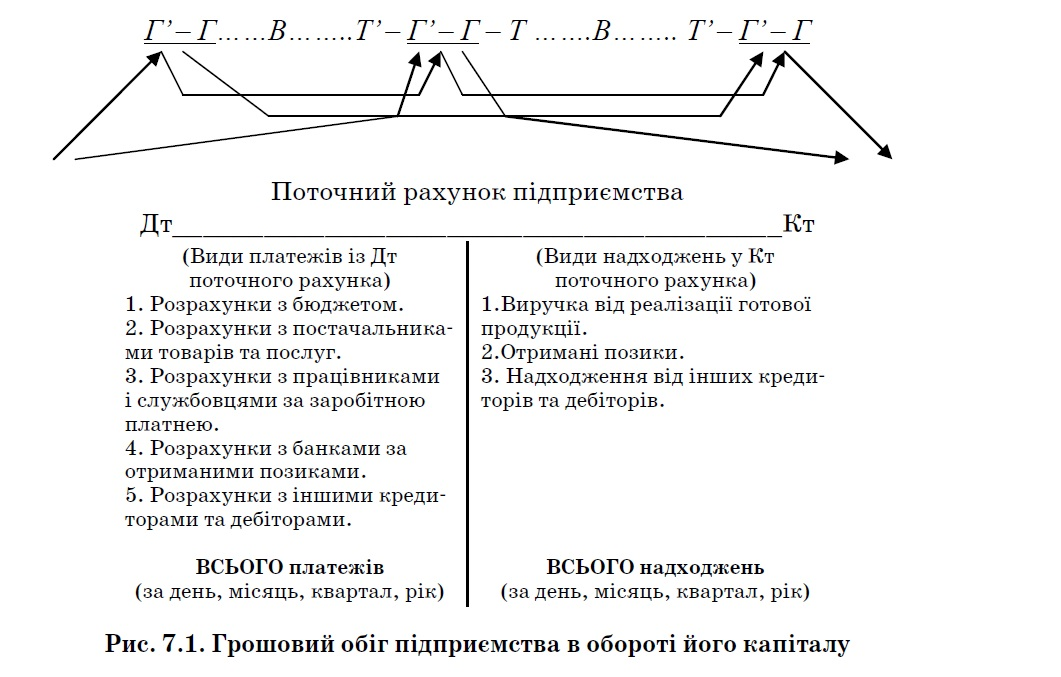 Г’ – Г……В……..Т’ – Г’ – Г – Т …….В…….. Т’ – Г’ – Г
Поточний рахунок підприємства
Дт__________________________________________Кт
(Види платежів із Дт
поточного рахунка)
1. Розрахунки з бюджетом.
2. Розрахунки з постачальника-
ми товарів та послуг.
3. Розрахунки з працівниками
і службовцями за заробітною
платнею.
4. Розрахунки з банками за
отриманими позиками.
5. Розрахунки з іншими креди-
торами та дебіторами.
ВСЬОГО платежів
(за день, місяць, квартал, рік)
(Види надходжень у Кт
поточного рахунка)
1.Виручка від реалізації готової
продукції.
2.Отримані позики.
3. Надходження від інших креди-
торів та дебіторів.
ВСЬОГО надходжень
(за день, місяць, квартал, рік)
Рис. 7.1. Грошовий обіг підприємства в обороті його капіталу